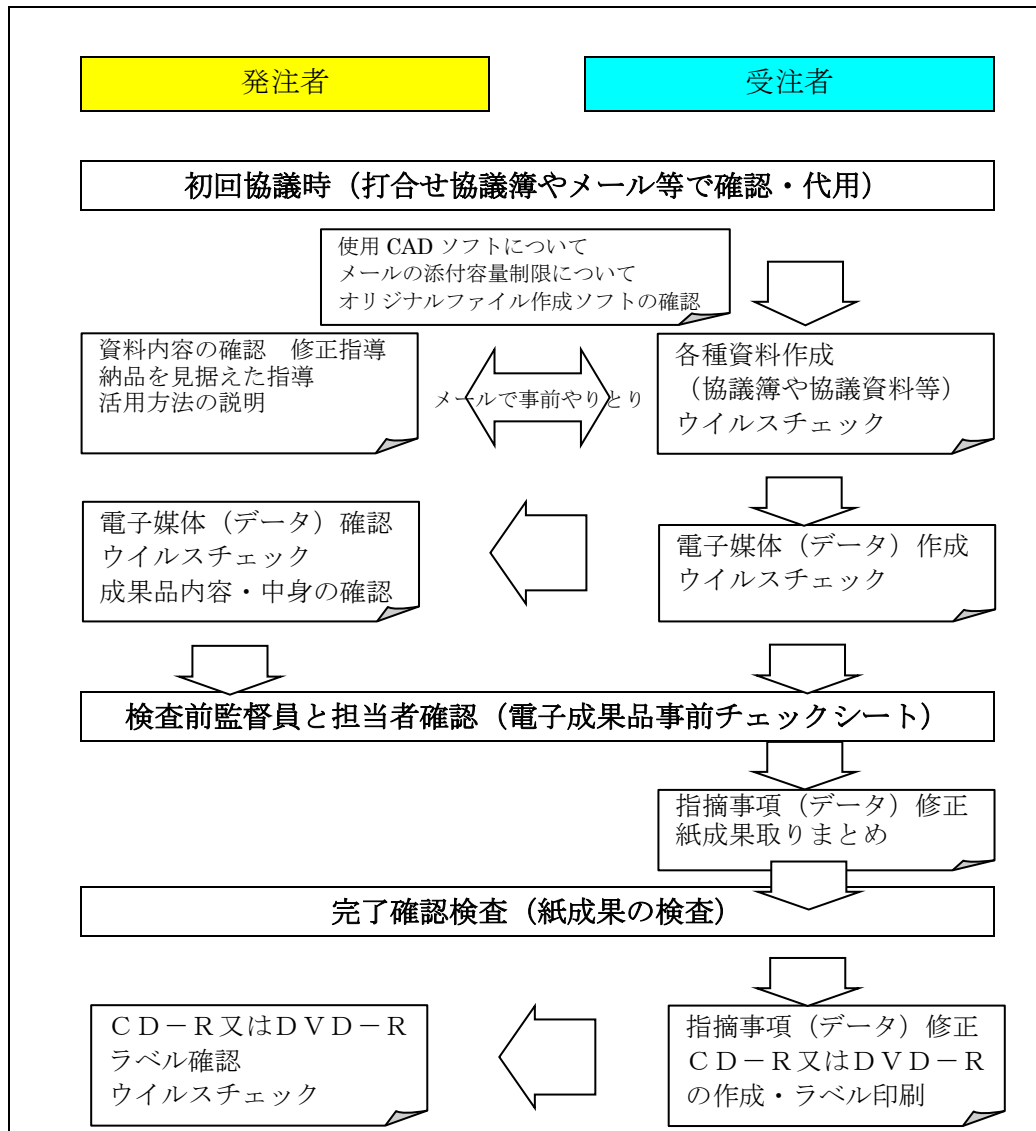 発注者
受注者
初回協議時（打合せ協議簿やメール等で確認・代用）
使用 CAD ソフトについて
メールの添付容量制限について
オリジナルファイル作成ソフトの確認
資料内容の確認　修正指導
納品を見据えた指導
活用方法の説明
メールで事前やりとり
各種資料作成
（協議簿や協議資料等）
ウイルスチェック
電子媒体（データ）確認
ウイルスチェック
成果品内容・中身の確認
電子媒体（データ）作成
ウイルスチェック
検査前監督員と担当者確認（電子成果品事前チェックシート）
指摘事項（データ）修正
紙成果取りまとめ
完了確認検査（紙成果の検査）
ＣＤ－Ｒ又はＤＶＤ－Ｒ
ラベル確認
ウイルスチェック
指摘事項（データ）修正
ＣＤ－Ｒ又はＤＶＤ－Ｒ
の作成・ラベル印刷